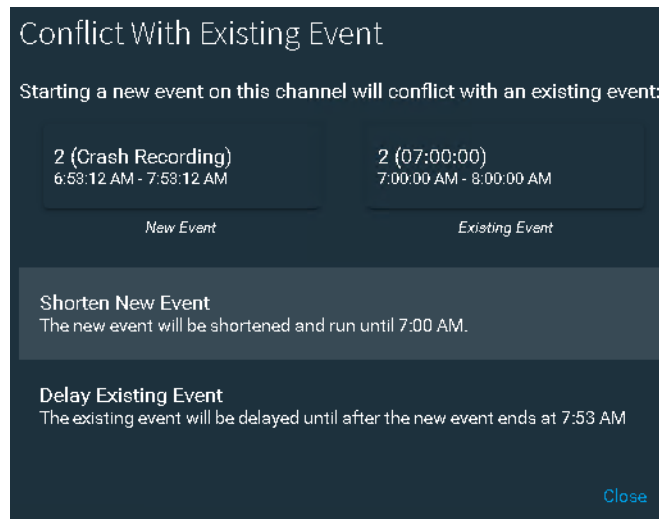 Conflict With Existing Event
Starting a new event on this channel will conflict with an existing event:
2 (Crash Recording)
6:53:12 AM - 7:53:12 AM
New Event
2 (07:00:00)
7:00:00 AM - 8:00:00 AM
Existing Event
Shorten New Event
The new event will be shortened and run until 7:00 AM.
Delay Existing Event
The existing event will be delayed until after the new event ends at 7:53 AM
Close